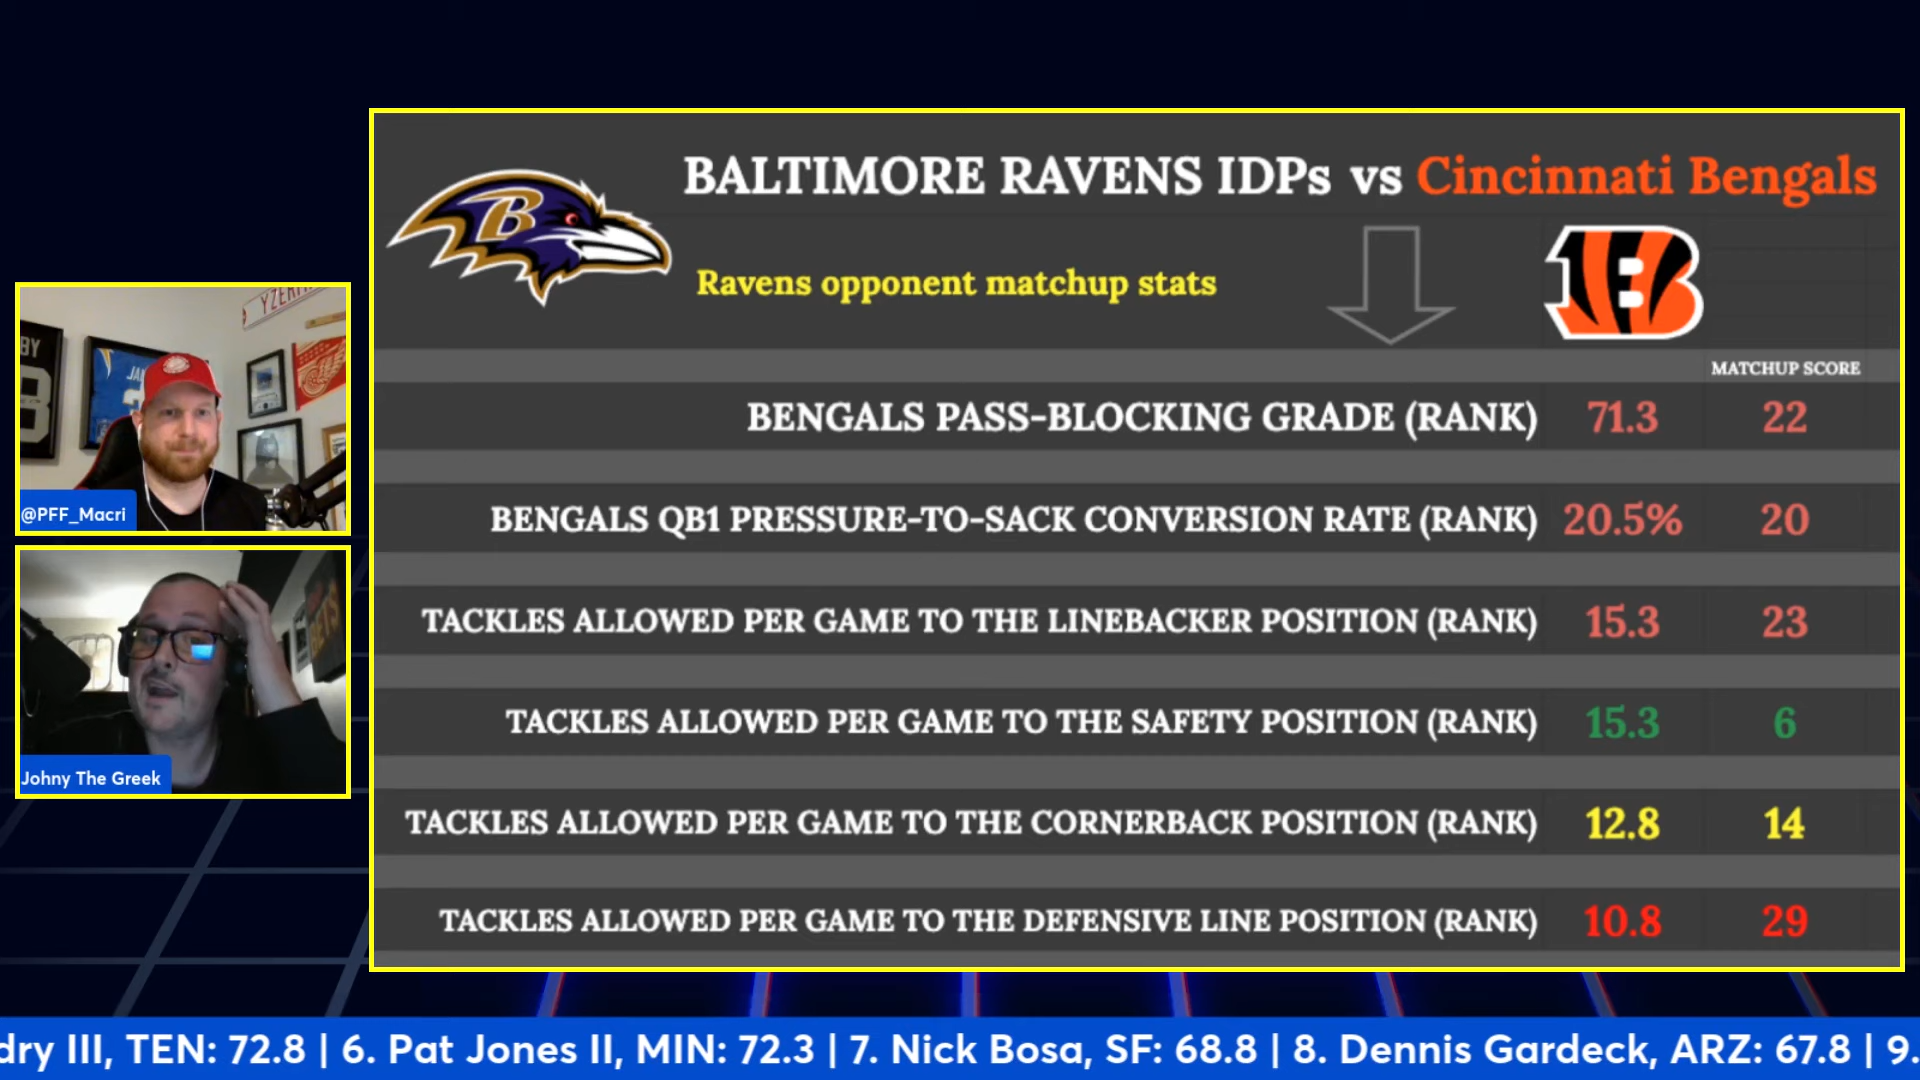 BALTIMORE RAVENS IDPs vs Cincinnati Bengals
B
B
Ravens opponent matchup stats
MATCHUP SCORE
BENGALS PASS-BLOCKING GRADE (RANK) 71.3 22
BENGALS QB1 PRESSURE-TO-SACK CONVERSION RATE (RANK) 20.5% 20
TACKLES ALLOWED PER GAME TO THE LINEBACKER POSITION (RANK) 15.3 23
TACKLES ALLOWED PER GAME TO THE SAFETY POSITION (RANK) 15.3 6
TACKLES ALLOWED PER GAME TO THE CORNERBACK POSITION (RANK) 12.8 14
TACKLES ALLOWED PER GAME TO THE DEFENSIVE LINE POSITION (RANK) 10.8 29
@PFF_Macri
Johny The Greek
dry III, TEN: 72.8 | 6. Pat Jones II, MIN: 72.3 | 7. Nick Bosa, SF: 68.8 | 8. Dennis Gardeck, ARZ: 67.8 | 9.